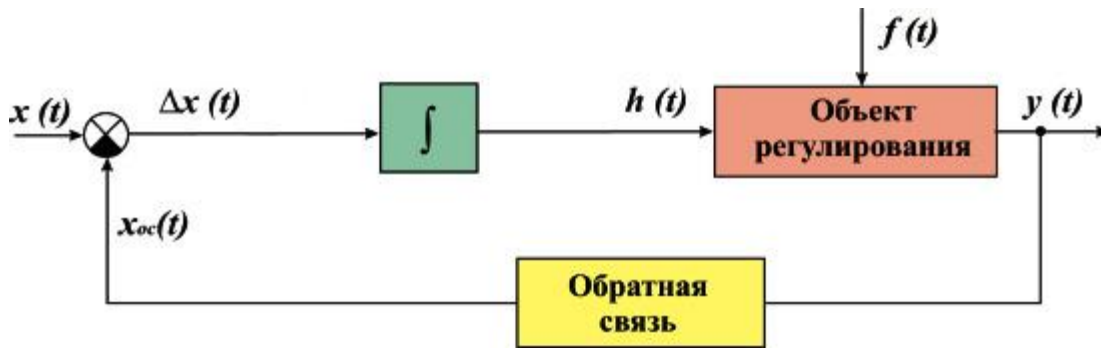 f (t)
x (t)
Δx (t)
∫
h (t)
Объект
регулирования
y (t)
xос(t)
Обратная
связь